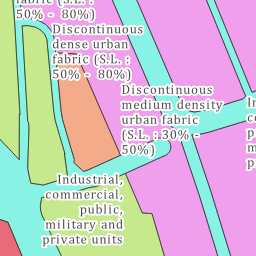 fabric (S.L. :
50% - 80%)
Discontinuous
dense urban
fabric (S.L. :
50% - 80%)
Discontinuous
medium density
urban fabric
(S.L. : 30% -
50%)
Industrial,
commercial,
public,
military and
private units